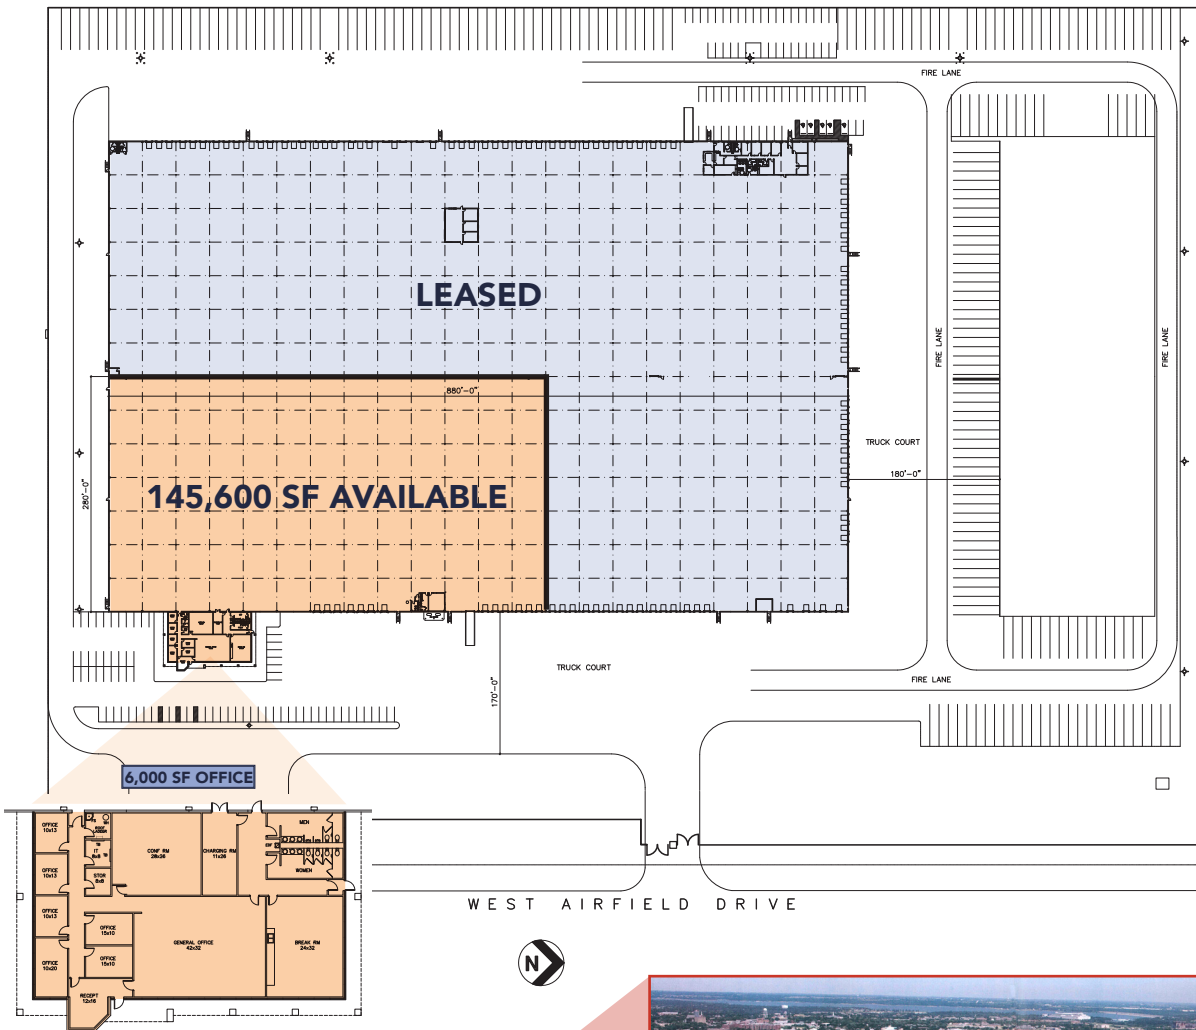 FIRE LANE
LEASED
FIRE LANE
FIRE LANE
880'-0"
TRUCK COURT
180'-0"
280'-0"
145,600 SF AVAILABLE
TRUCK COURT
FIRE LANE
170'-0"
6,000 SF OFFICE
OFFICE
10x13
IT
8x8
CONF RM
28x26
CHARGING RM
11x26
MEN
WOMEN
OFFICE
10x13
STOR
8x8
OFFICE
10x13
OFFICE
15x10
GENERAL OFFICE
42x32
BREAK RM
24x32
OFFICE
10x20
OFFICE
15x10
RECEPT
12x16
WEST AIRFIELD DRIVE
N